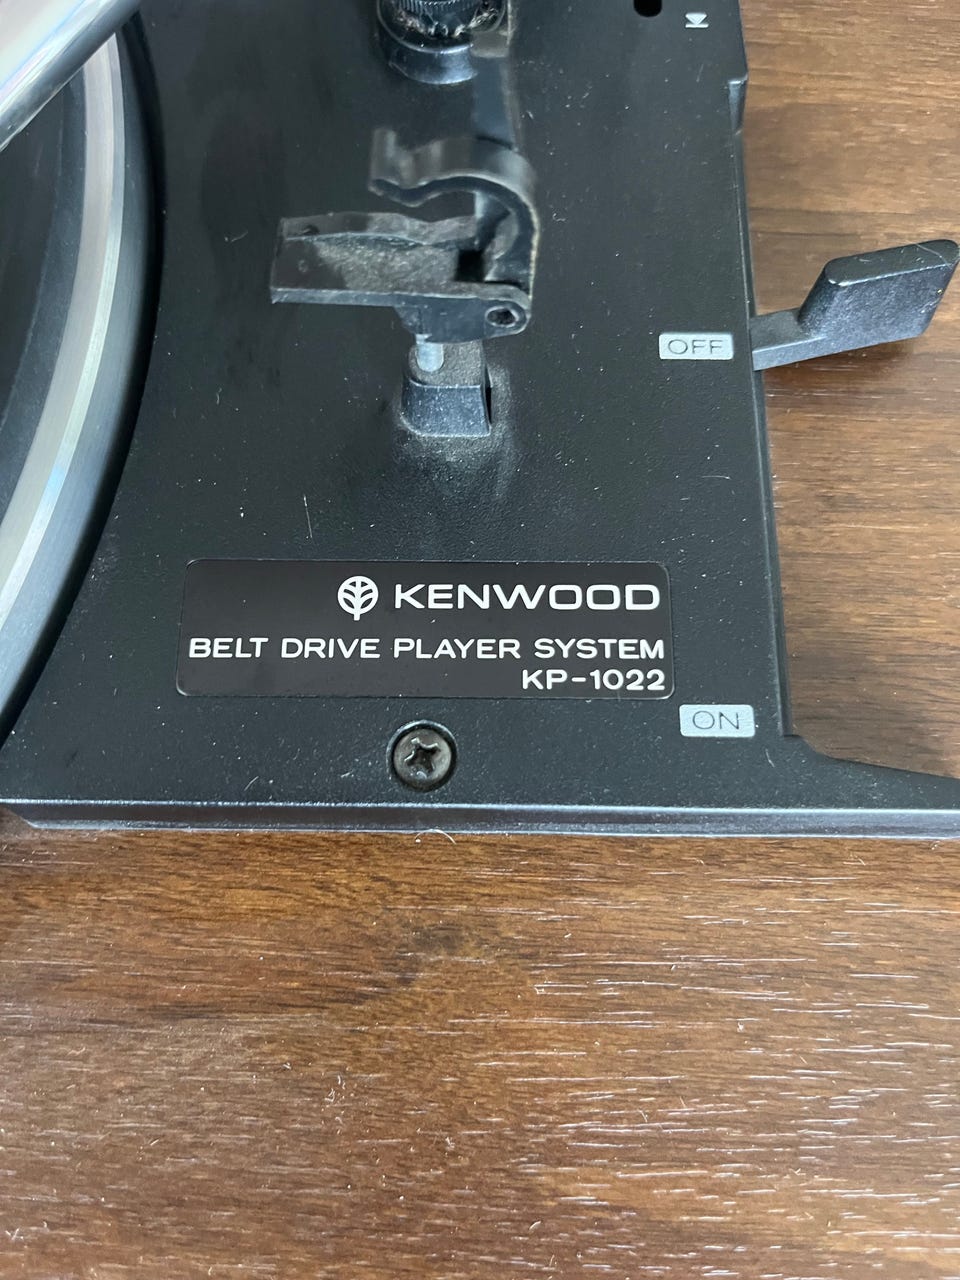 OFF
KENWOOD
BELT DRIVE PLAYER SYSTEM
KP-1022
ON